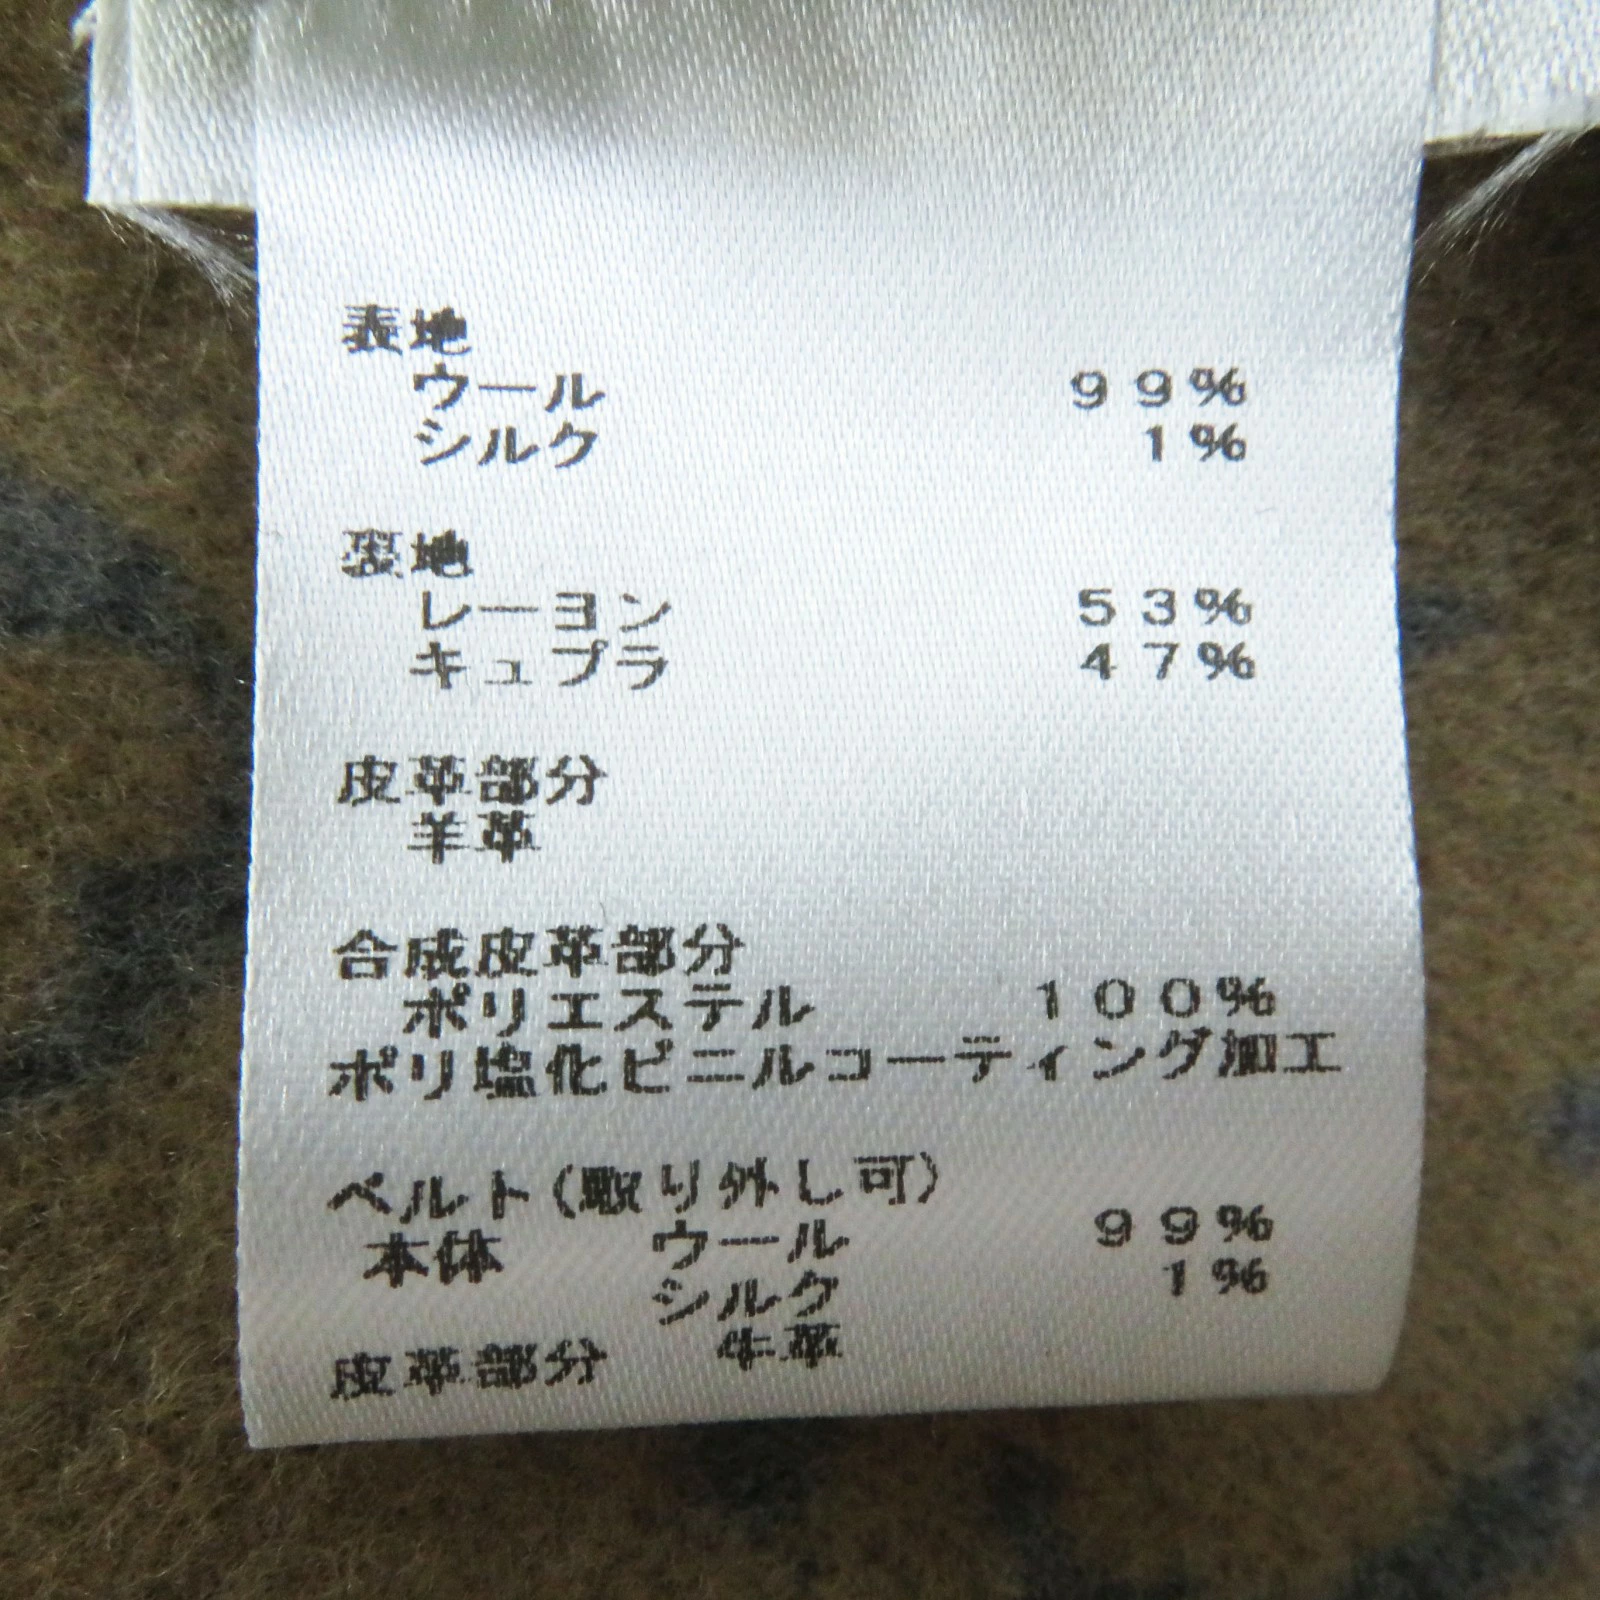 表地
ウール 99%
シルク 1%
裏地
レーヨン 53%
キュプラ 47%
皮革部分
羊革
合成皮革部分
ポリエステル 100%
ポリ塩化ビニルコーティング加工
ベルト(取り外し可)
本体 ウール 99%
シルク 1%
皮革部分 牛革